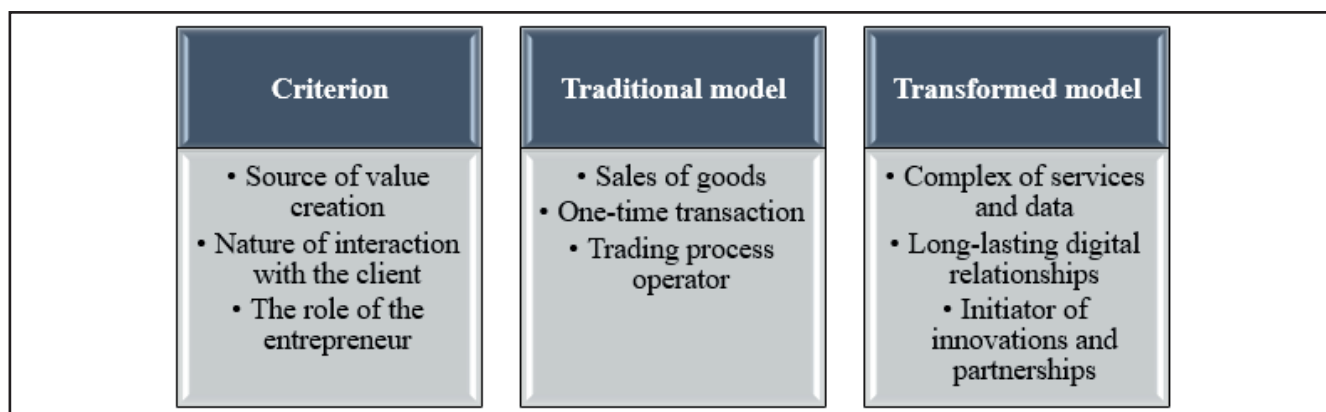 Criterion
• Source of value
creation
• Nature of interaction
with the client
• The role of the
entrepreneur
Traditional model
• Sales of goods
• One-time transaction
• Trading process
operator
Transformed model
• Complex of services
and data
• Long-lasting digital
relationships
• Initiator of
innovations and
partnerships